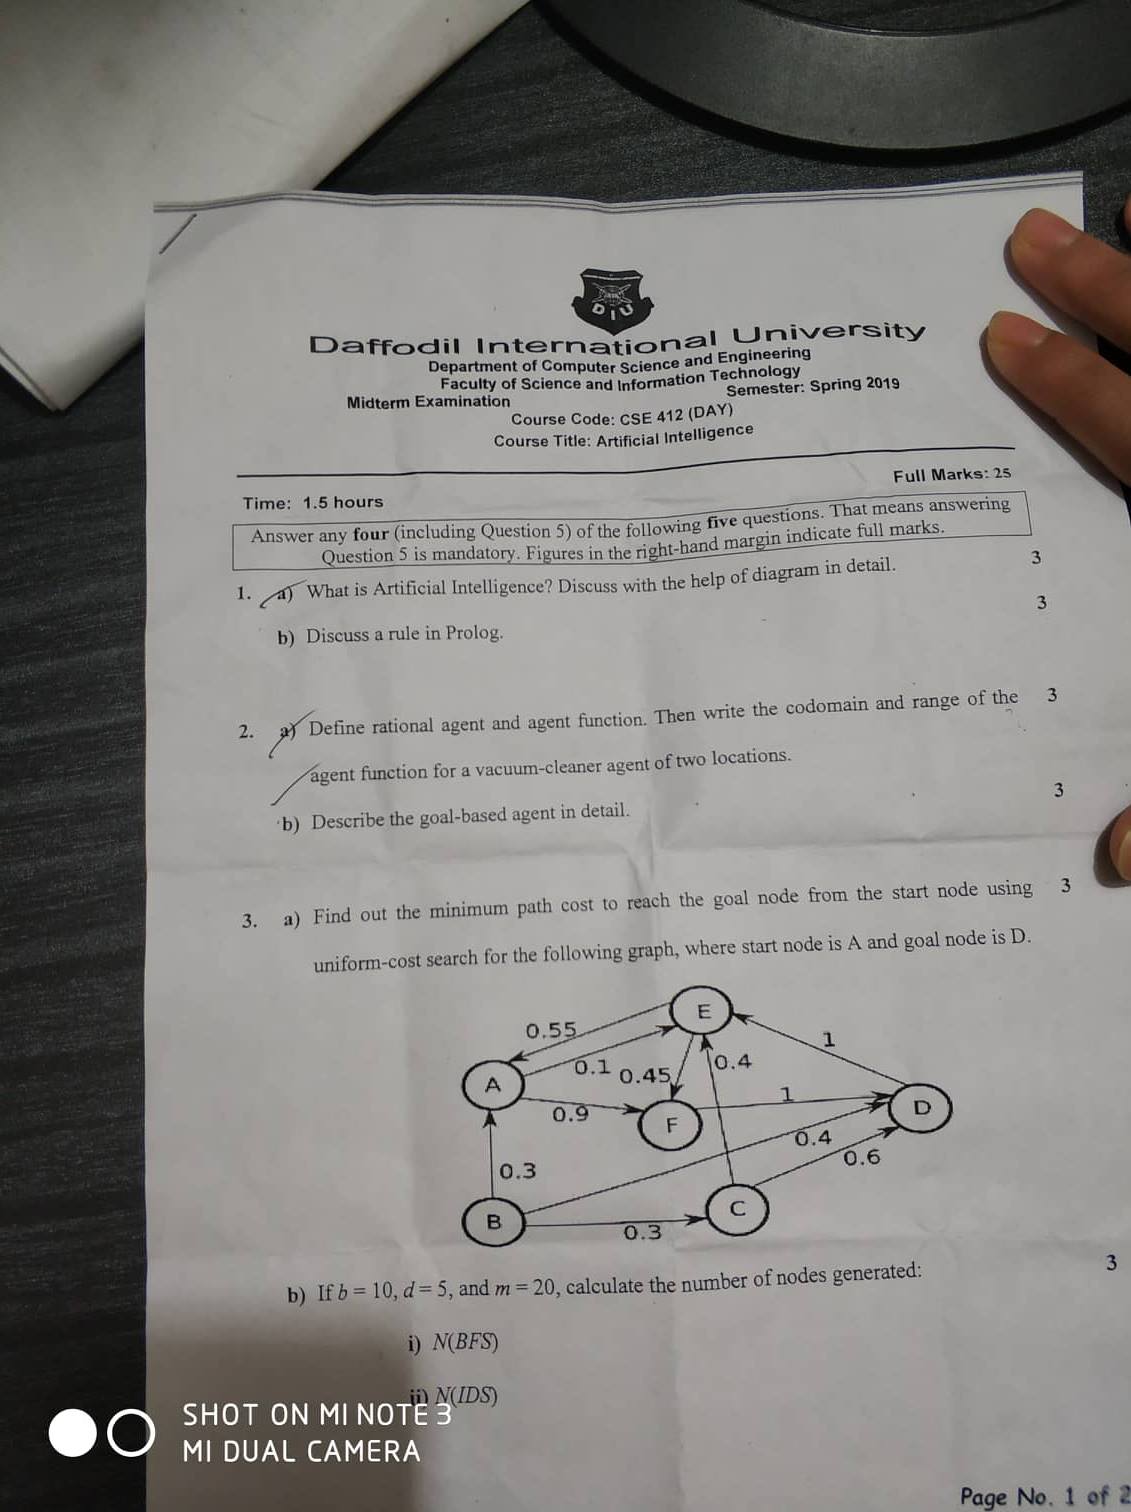 DIU
Daffodil International University
Department of Computer Science and Engineering
Faculty of Science and Information Technology
Midterm Examination Semester: Spring 2019
Course Code: CSE 412 (DAY)
Course Title: Artificial Intelligence
Full Marks: 25
Time: 1.5 hours
Answer any four (including Question 5) of the following five questions. That means answering
Question 5 is mandatory. Figures in the right-hand margin indicate full marks.
1. a) What is Artificial Intelligence? Discuss with the help of diagram in detail. 3
b) Discuss a rule in Prolog. 3
2. a) Define rational agent and agent function. Then write the codomain and range of the 3
agent function for a vacuum-cleaner agent of two locations.
b) Describe the goal-based agent in detail. 3
3. a) Find out the minimum path cost to reach the goal node from the start node using 3
uniform-cost search for the following graph, where start node is A and goal node is D.
E
0.55
1
0.1 0.45 0.4
A
0.9
1
F
D
0.4
0.6
0.3
B
C
0.3
b) If b = 10, d = 5, and m = 20, calculate the number of nodes generated: 3
i) N(BFS)
ii) N(IDS)
SHOT ON MI NOTE 3
MI DUAL CAMERA
Page No. 1 of 2